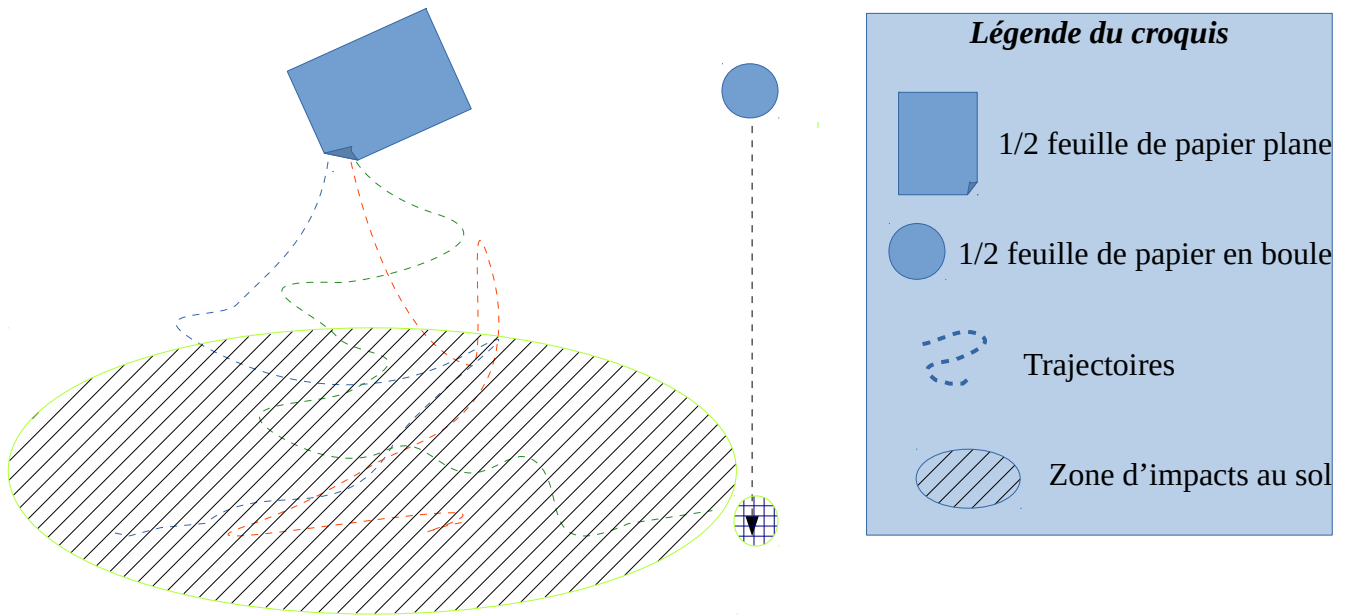 Légende du croquis
1/2 feuille de papier plane
1/2 feuille de papier en boule
Trajectoires
Zone d’impacts au sol